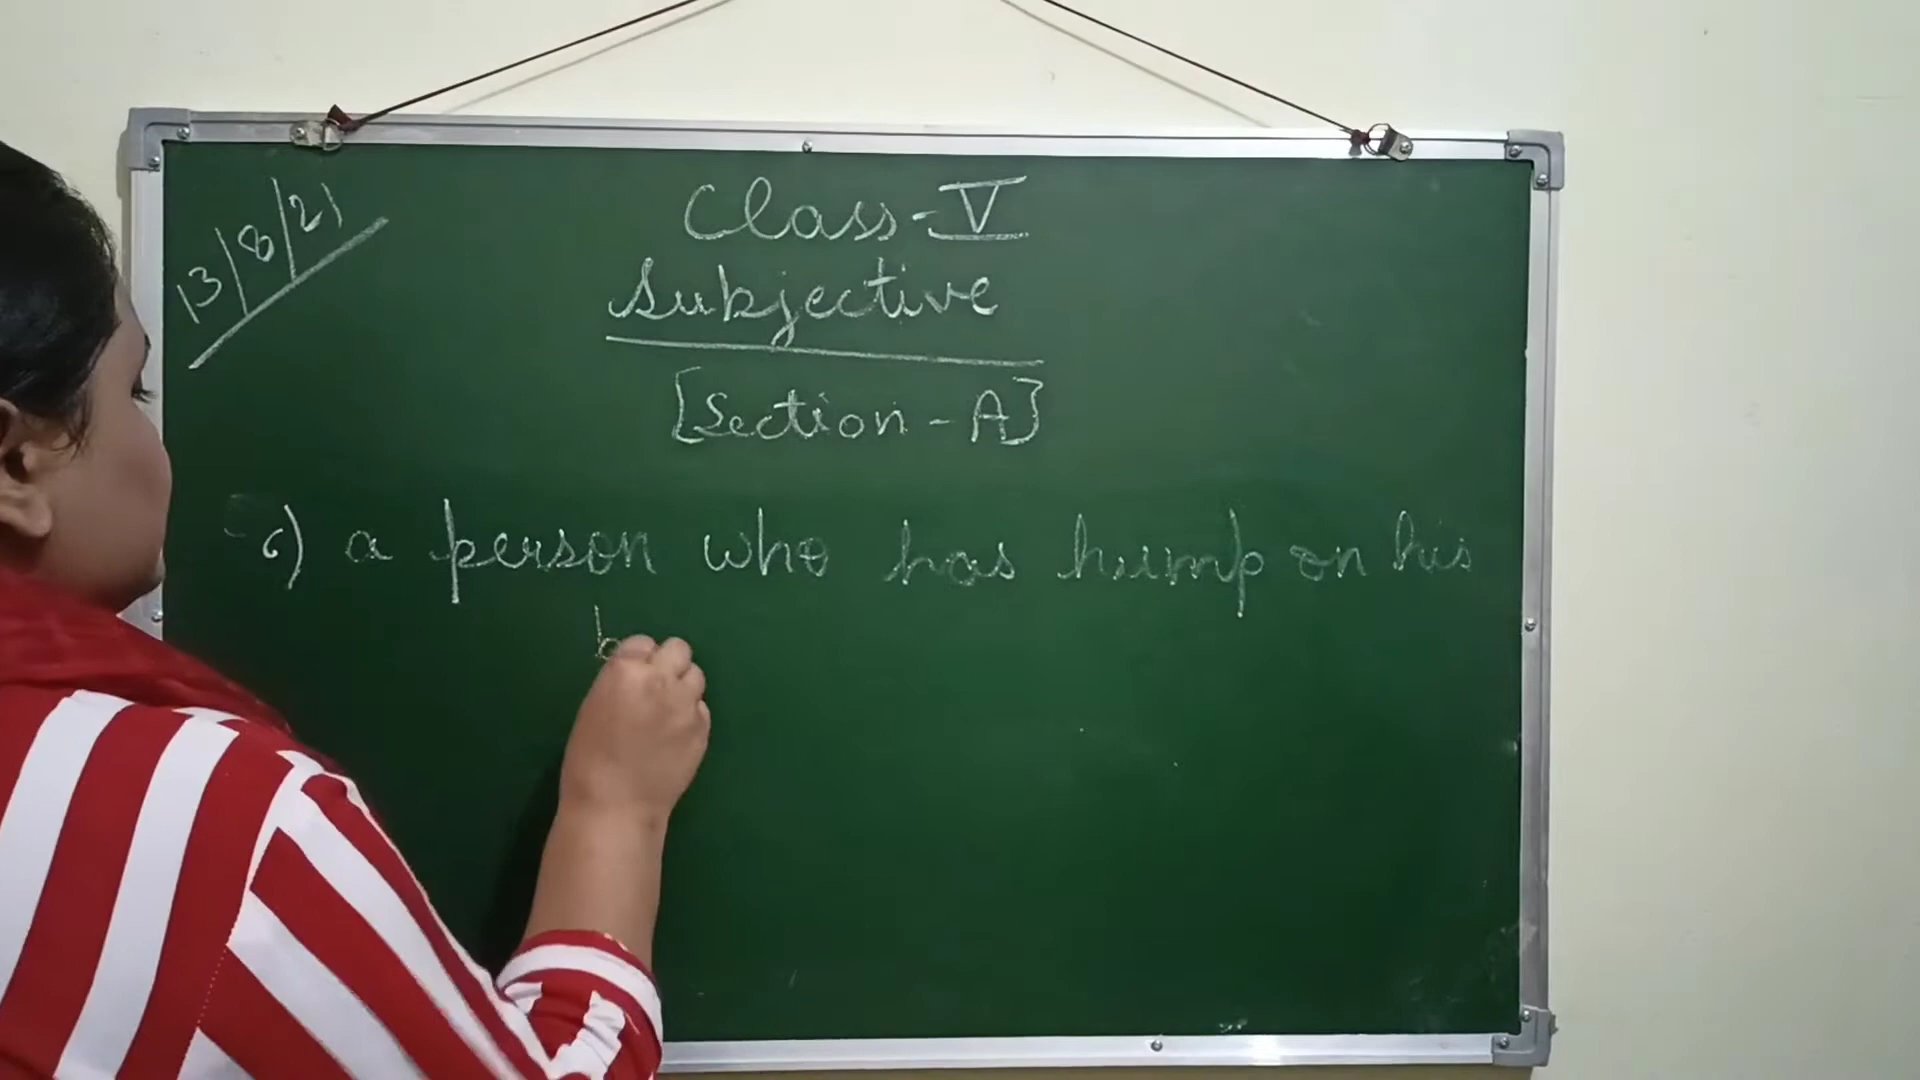 13/8/21
Class-V
Subjective
[Section - A]
c) a person who has hump on his
b